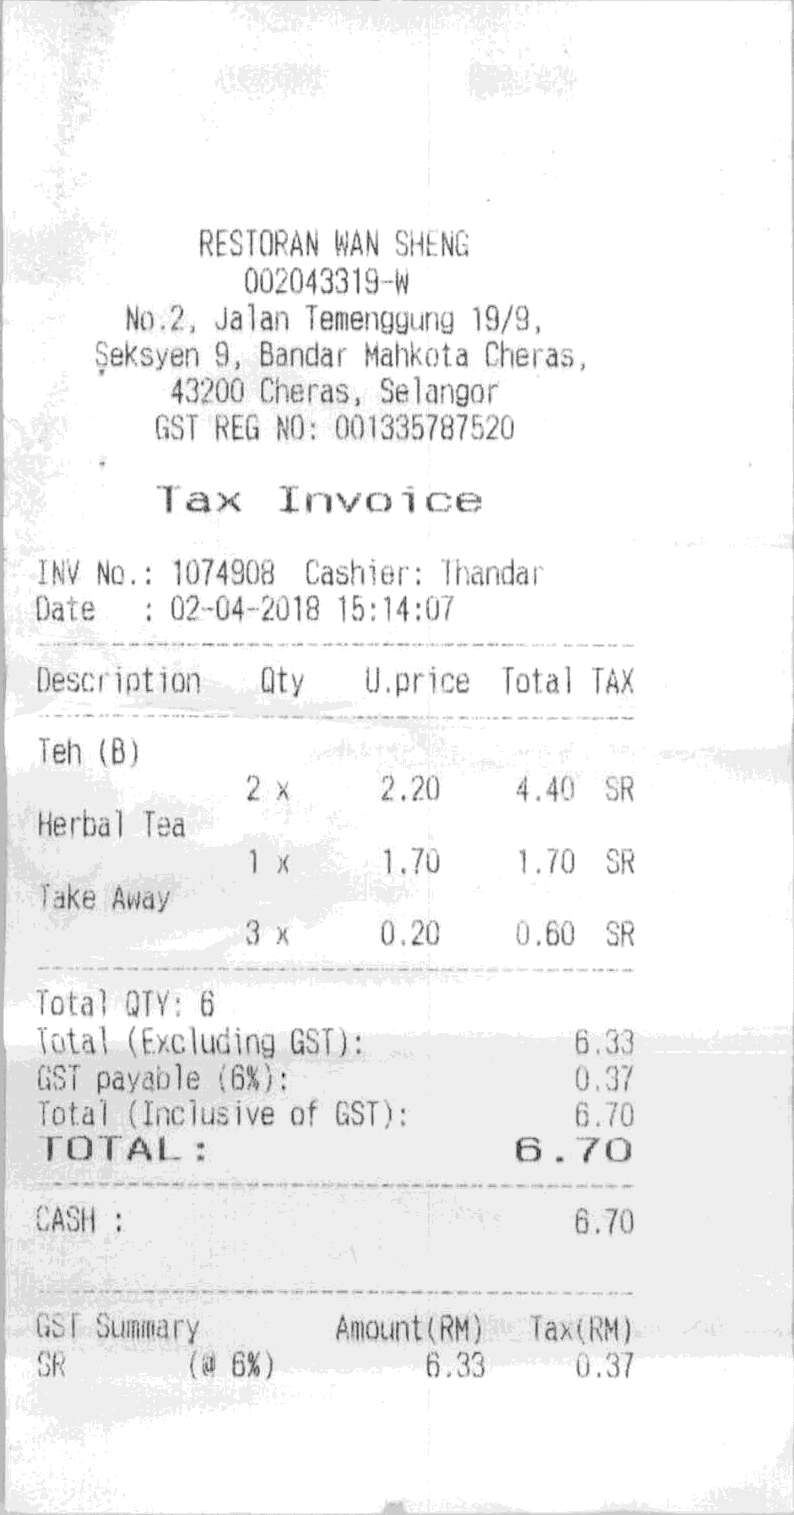 RESTORAN WAN SHENG
002043319-W
No.2, Jalan Temenggung 19/9,
Seksyen 9, Bandar Mahkota Cheras,
43200 Cheras, Selangor
GST REG NO: 001335787520
Tax Invoice
INV No.: 1074908 Cashier: Thandar
Date : 02-04-2018 15:14:07
Description Qty U.price Total TAX
Teh (B)
2 x 2.20 4.40 SR
Herbal Tea
1 x 1.70 1.70 SR
Take Away
3 x 0.20 0.60 SR
Total QTY: 6
Total (Excluding GST): 6.33
GST payable (6%): 0.37
Total (Inclusive of GST): 6.70
TOTAL: 6.70
CASH : 6.70
GST Summary Amount(RM) Tax(RM)
SR (@ 6%) 6.33 0.37